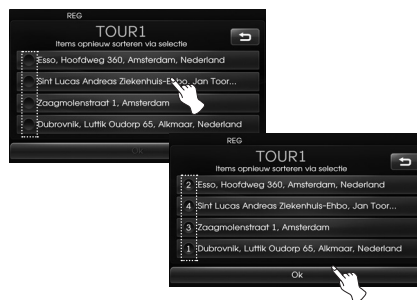 REG
TOUR1
Items opnieuw sorteren via selectie
Esso, Hoofdweg 360, Amsterdam, Nederland
Sint Lucas Andreas Ziekenhuis-Ehbo, Jan Toor...
Zaagmolenstraat 1, Amsterdam
Dubrovnik, Luttik Oudorp 65, Alkmaar, Nederland
Ok
REG
TOUR1
Items opnieuw sorteren via selectie
2 Esso, Hoofdweg 360, Amsterdam, Nederland
4 Sint Lucas Andreas Ziekenhuis-Ehbo, Jan Toor...
3 Zaagmolenstraat 1, Amsterdam
1 Dubrovnik, Luttik Oudorp 65, Alkmaar, Nederland
Ok